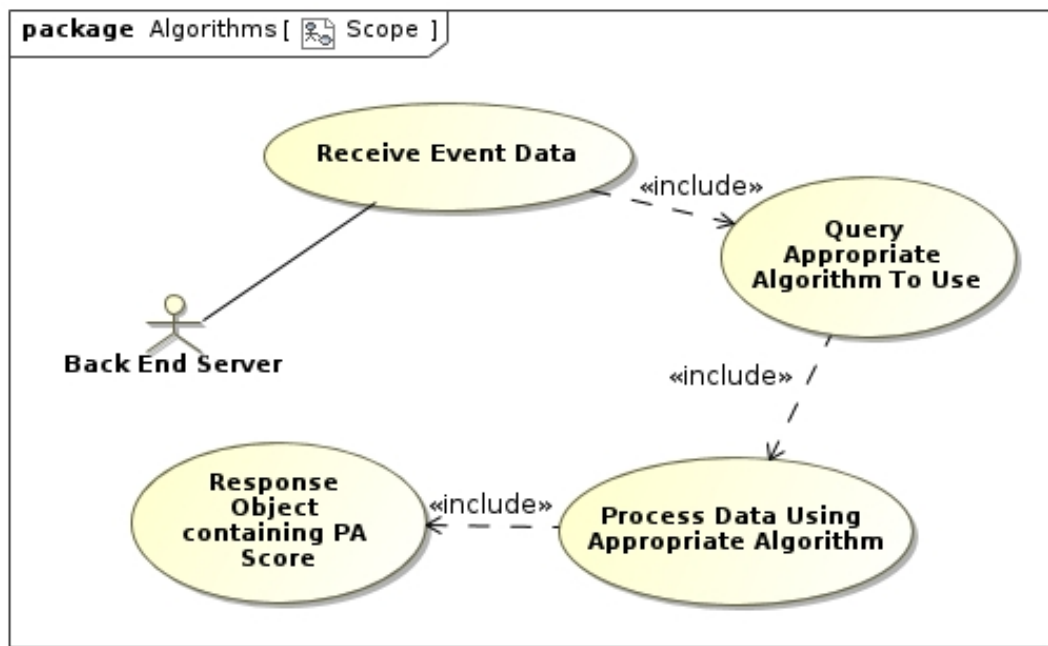 package Algorithms [ Scope ]
Receive Event Data
«include»
Query
Appropriate
Algorithm To Use
Back End Server
«include»
Response
Object
containing PA
Score
«include»
Process Data Using
Appropriate Algorithm